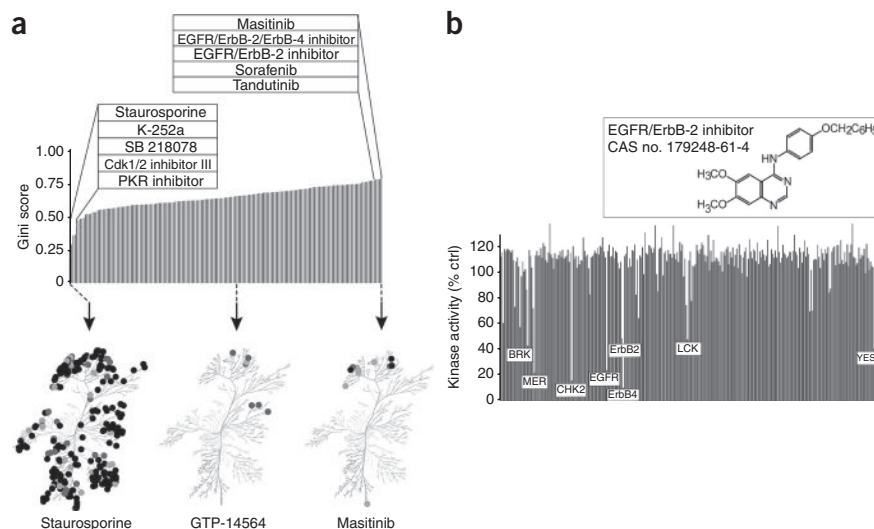 a
Masitinib
EGFR/ErbB-2/ErbB-4 inhibitor
EGFR/ErbB-2 inhibitor
Sorafenib
Tandutinib
Staurosporine
K-252a
SB 218078
Cdk1/2 inhibitor III
PKR inhibitor
Gini score
1.00
0.75
0.50
0.25
0
Staurosporine
GTP-14564
Masitinib
b
EGFR/ErbB-2 inhibitor
CAS no. 179248-61-4
OCH2C6H5
HN
H3CO
H3CO
N
N
Kinase activity (% ctrl)
120
100
80
60
40
20
0
BRK
MER
CHK2
EGFR
ErbB2
ErbB4
LCK
YES